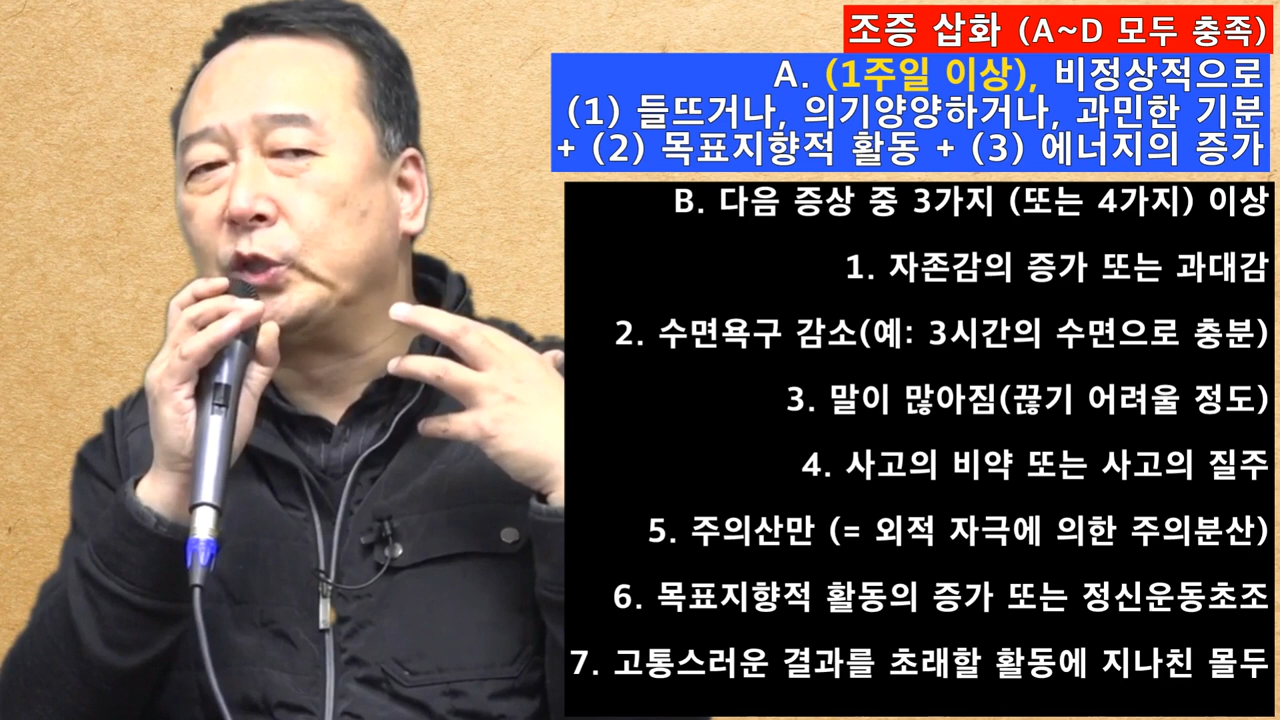 조증 삽화 (A~D 모두 충족)
A. (1주일 이상), 비정상적으로
(1) 들뜨거나, 의기양양하거나, 과민한 기분
+ (2) 목표지향적 활동 + (3) 에너지의 증가
B. 다음 증상 중 3가지 (또는 4가지) 이상
1. 자존감의 증가 또는 과대감
2. 수면욕구 감소(예: 3시간의 수면으로 충분)
3. 말이 많아짐(끊기 어려울 정도)
4. 사고의 비약 또는 사고의 질주
5. 주의산만 (= 외적 자극에 의한 주의분산)
6. 목표지향적 활동의 증가 또는 정신운동초조
7. 고통스러운 결과를 초래할 활동에 지나친 몰두